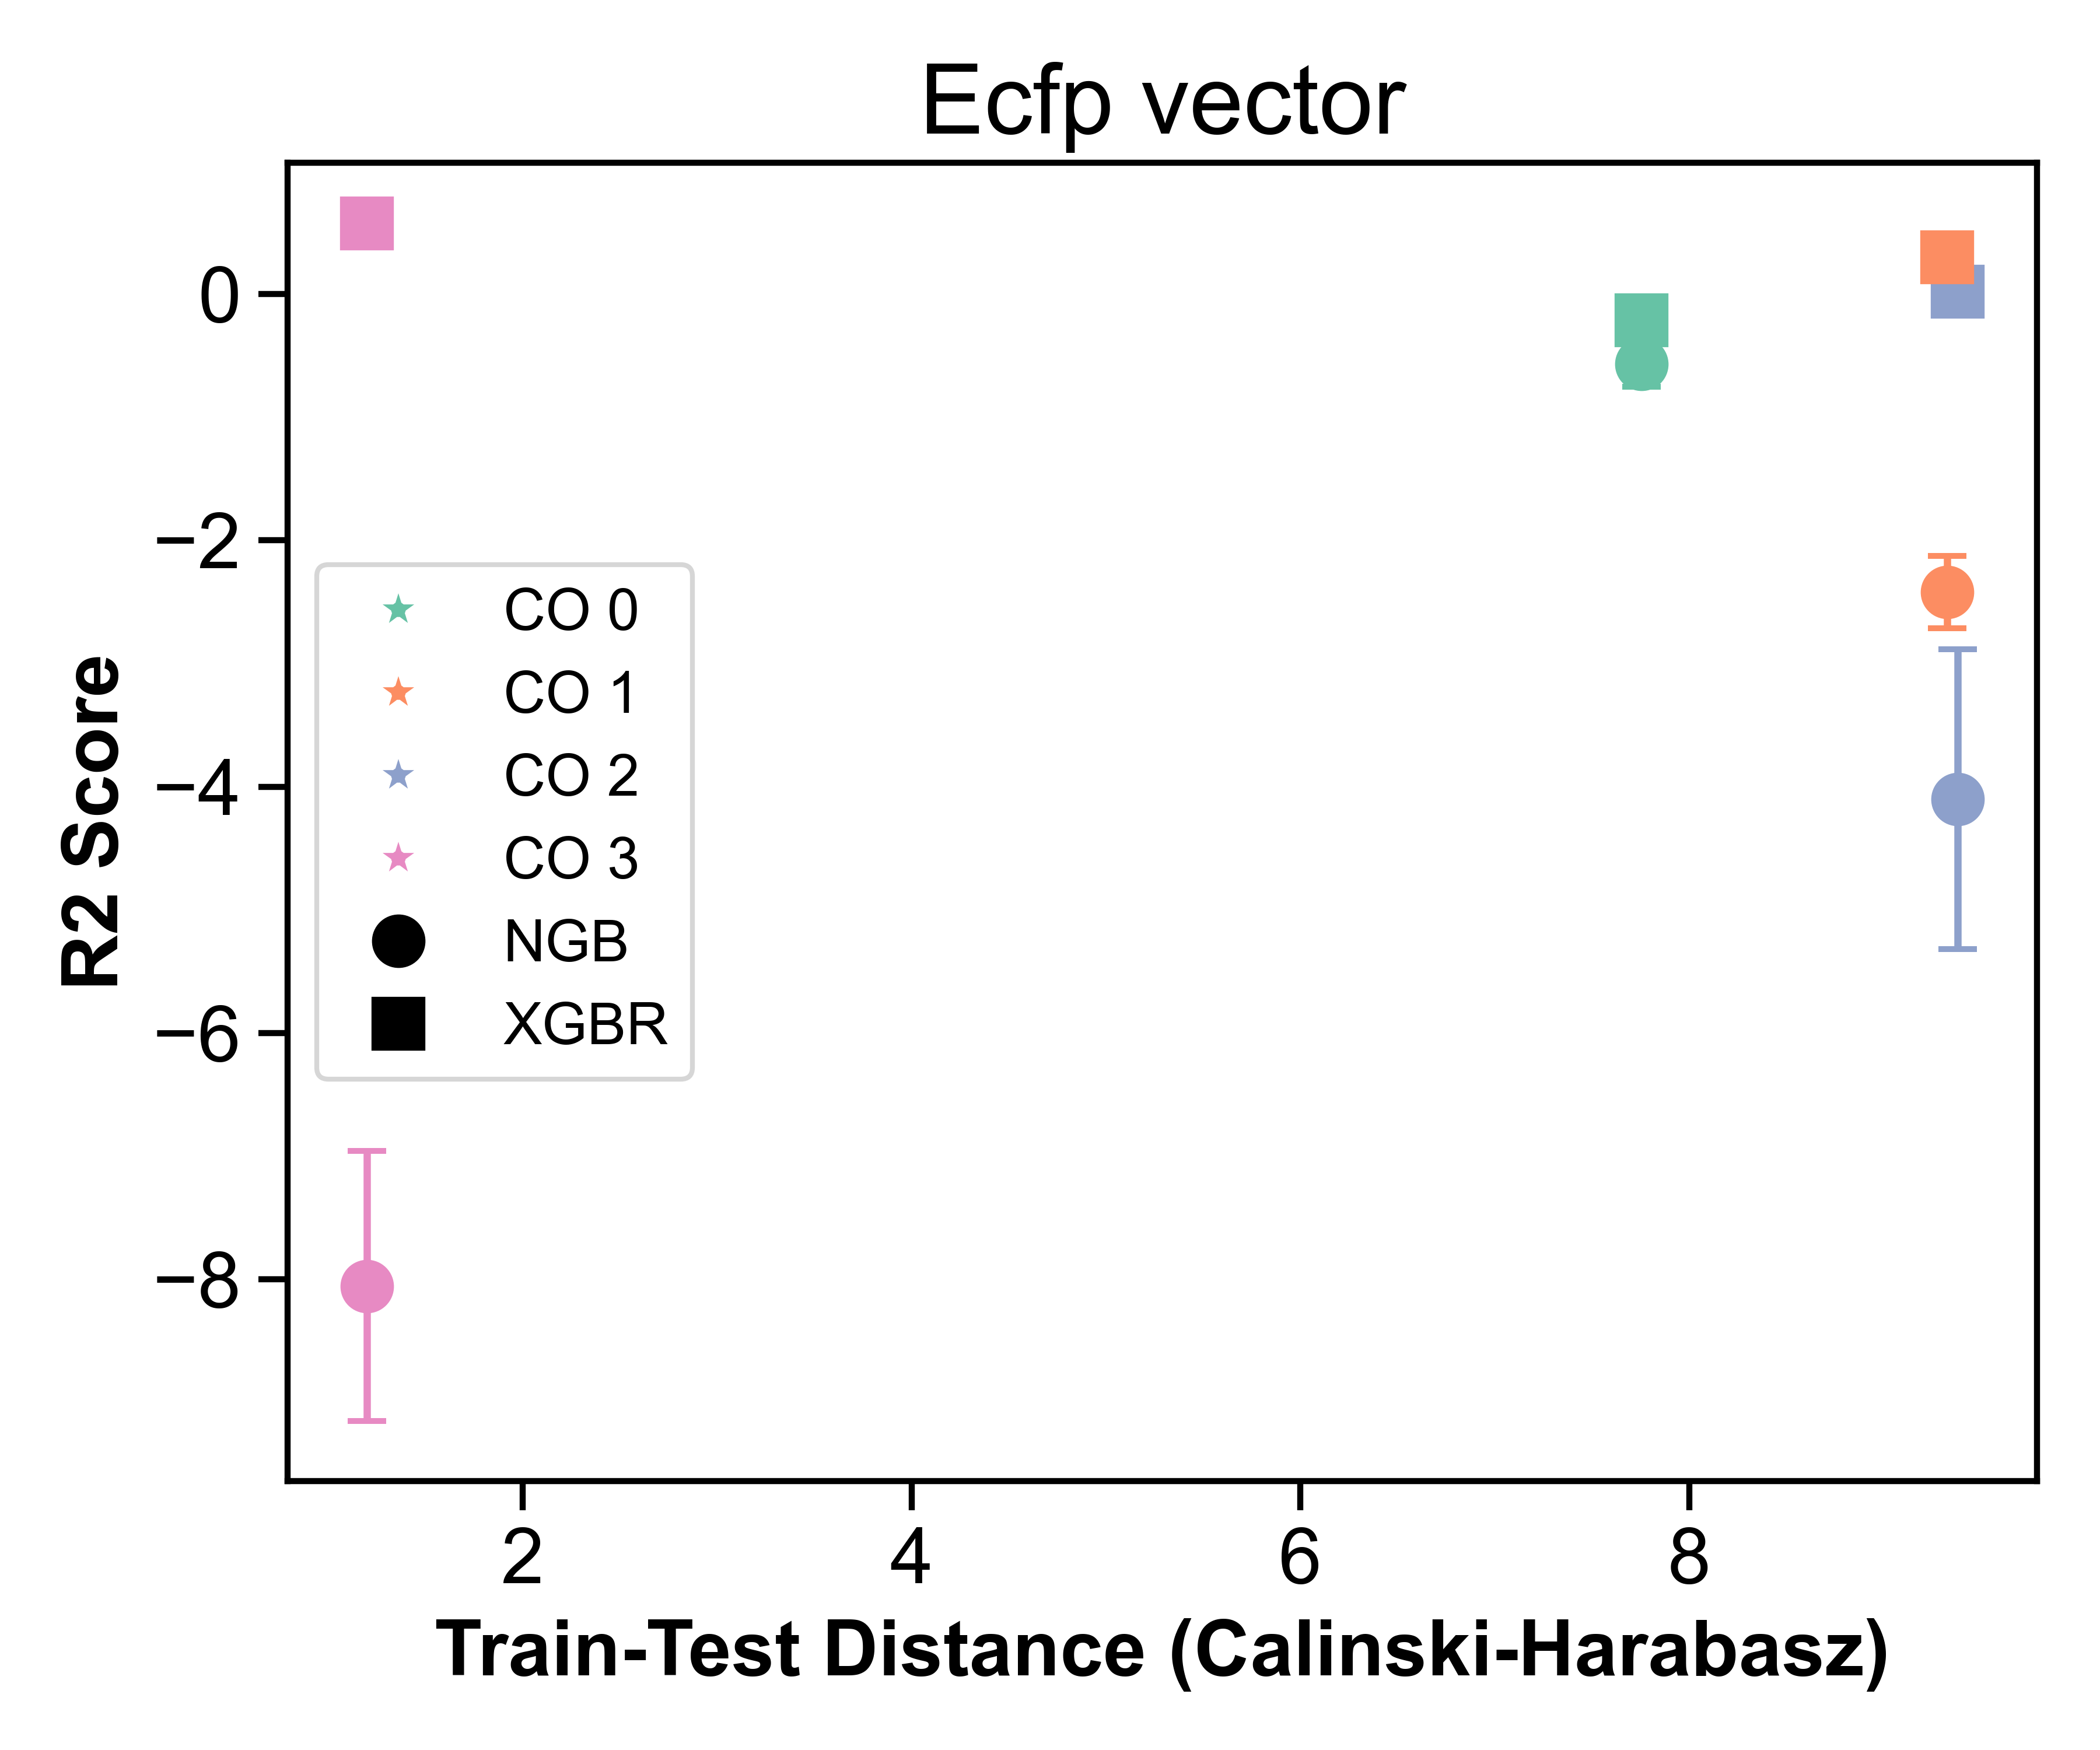 Ecfp vector
R2 Score
0
−2
−4
−6
−8
CO 0
CO 1
CO 2
CO 3
NGB
XGBR
2
4
6
8
Train-Test Distance (Calinski-Harabasz)